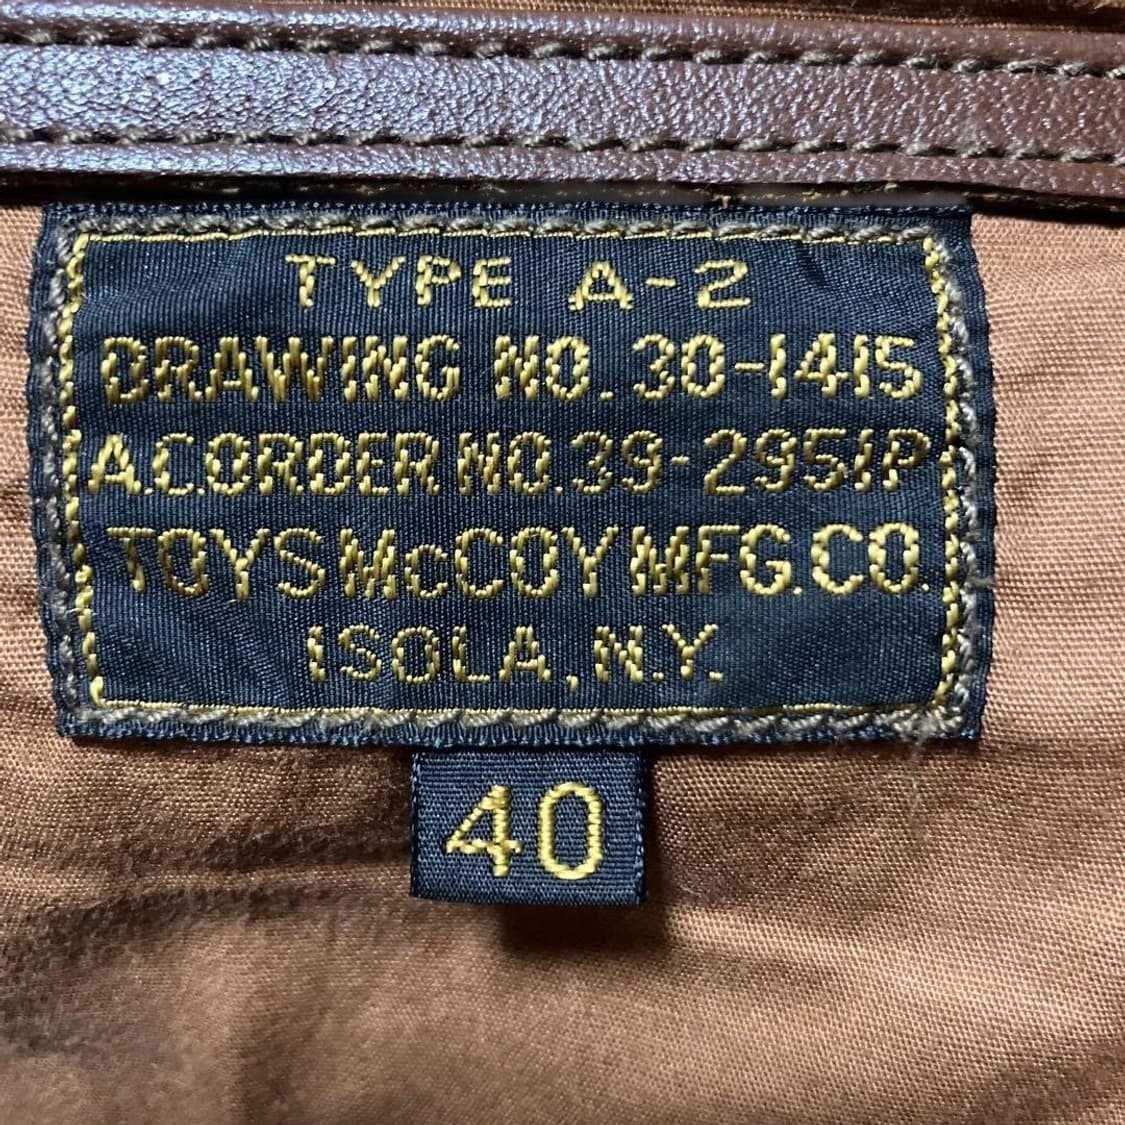 TYPE A-2
DRAWING NO. 30-1415
A.C.ORDER NO.39-2951P
TOYS McCOY MFG.CO.
ISOLA, N.Y.
40